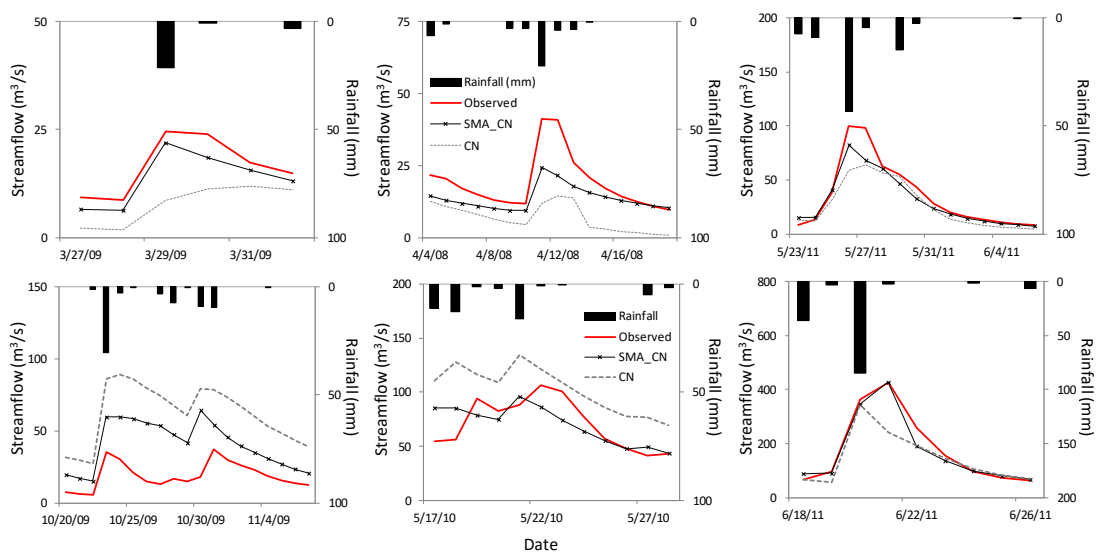 50
25
0
Streamflow (m³/s)
0
50
100
Rainfall (mm)
3/27/09 3/29/09 3/31/09
75
50
25
0
Streamflow (m³/s)
Rainfall (mm)
Observed
SMA_CN
CN
0
50
100
Rainfall (mm)
4/4/08 4/8/08 4/12/08 4/16/08
200
150
100
50
0
Streamflow (m³/s)
0
50
100
Rainfall (mm)
5/23/11 5/27/11 5/31/11 6/4/11
150
100
50
0
Streamflow (m³/s)
0
50
100
Rainfall (mm)
10/20/09 10/25/09 10/30/09 11/4/09
200
150
100
50
0
Streamflow (m³/s)
Rainfall
Observed
SMA_CN
CN
0
50
100
Rainfall (mm)
5/17/10 5/22/10 5/27/10
800
600
400
200
0
Streamflow (m³/s)
0
50
100
150
200
Rainfall (mm)
6/18/11 6/22/11 6/26/11
Date